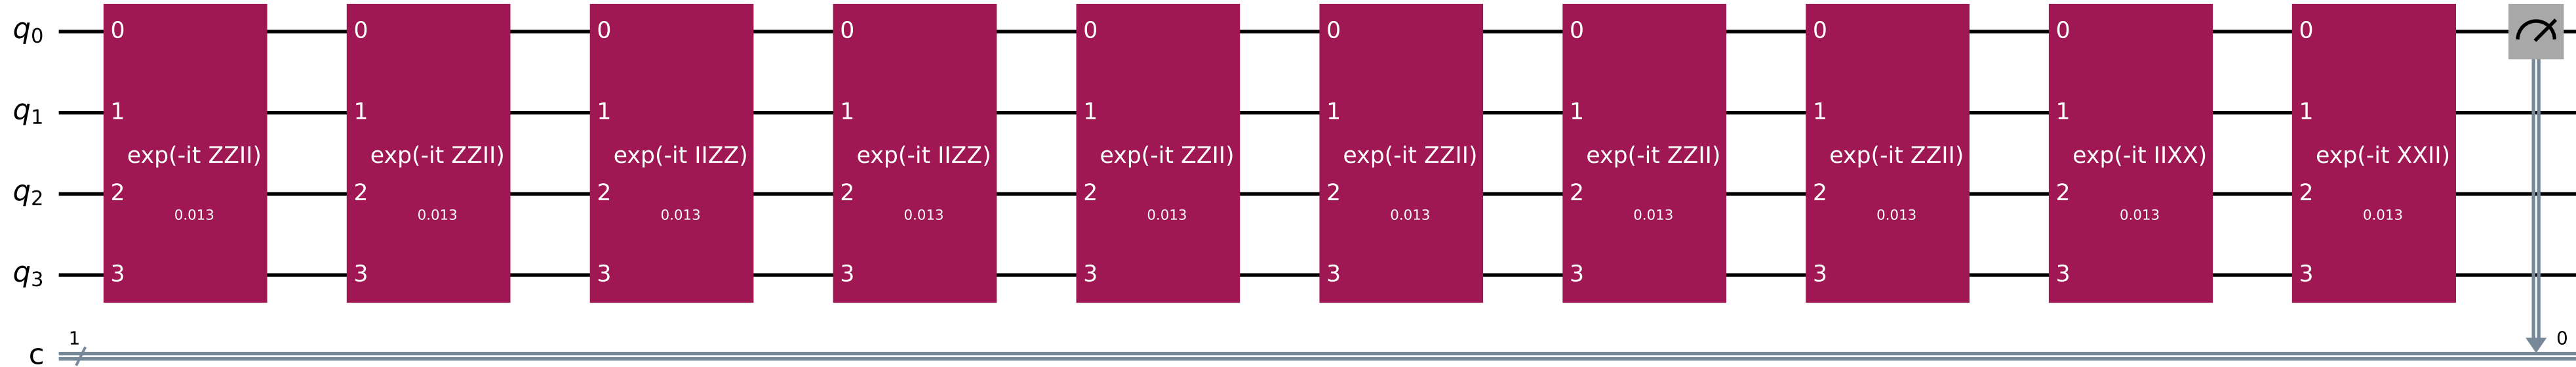 q0 0 0 0 0 0 0 0 0 0 0
q1 1 1 1 1 1 1 1 1 1 1
exp(-it ZZII) exp(-it ZZII) exp(-it IIZZ) exp(-it IIZZ) exp(-it ZZII) exp(-it ZZII) exp(-it ZZII) exp(-it ZZII) exp(-it IIXX) exp(-it XXII)
q2 2 2 2 2 2 2 2 2 2 2
0.013 0.013 0.013 0.013 0.013 0.013 0.013 0.013 0.013 0.013
q3 3 3 3 3 3 3 3 3 3 3
1 0
c